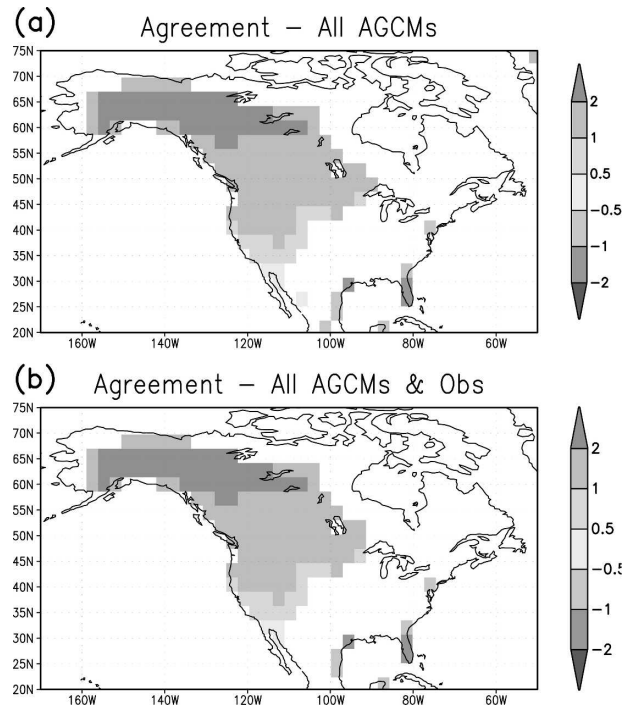 (a) Agreement – All AGCMs
75N
70N
65N
60N
55N
50N
45N
40N
35N
30N
25N
20N
160W 140W 120W 100W 80W 60W
2
1
0.5
−0.5
−1
−2
(b) Agreement – All AGCMs & Obs
75N
70N
65N
60N
55N
50N
45N
40N
35N
30N
25N
20N
160W 140W 120W 100W 80W 60W
2
1
0.5
−0.5
−1
−2